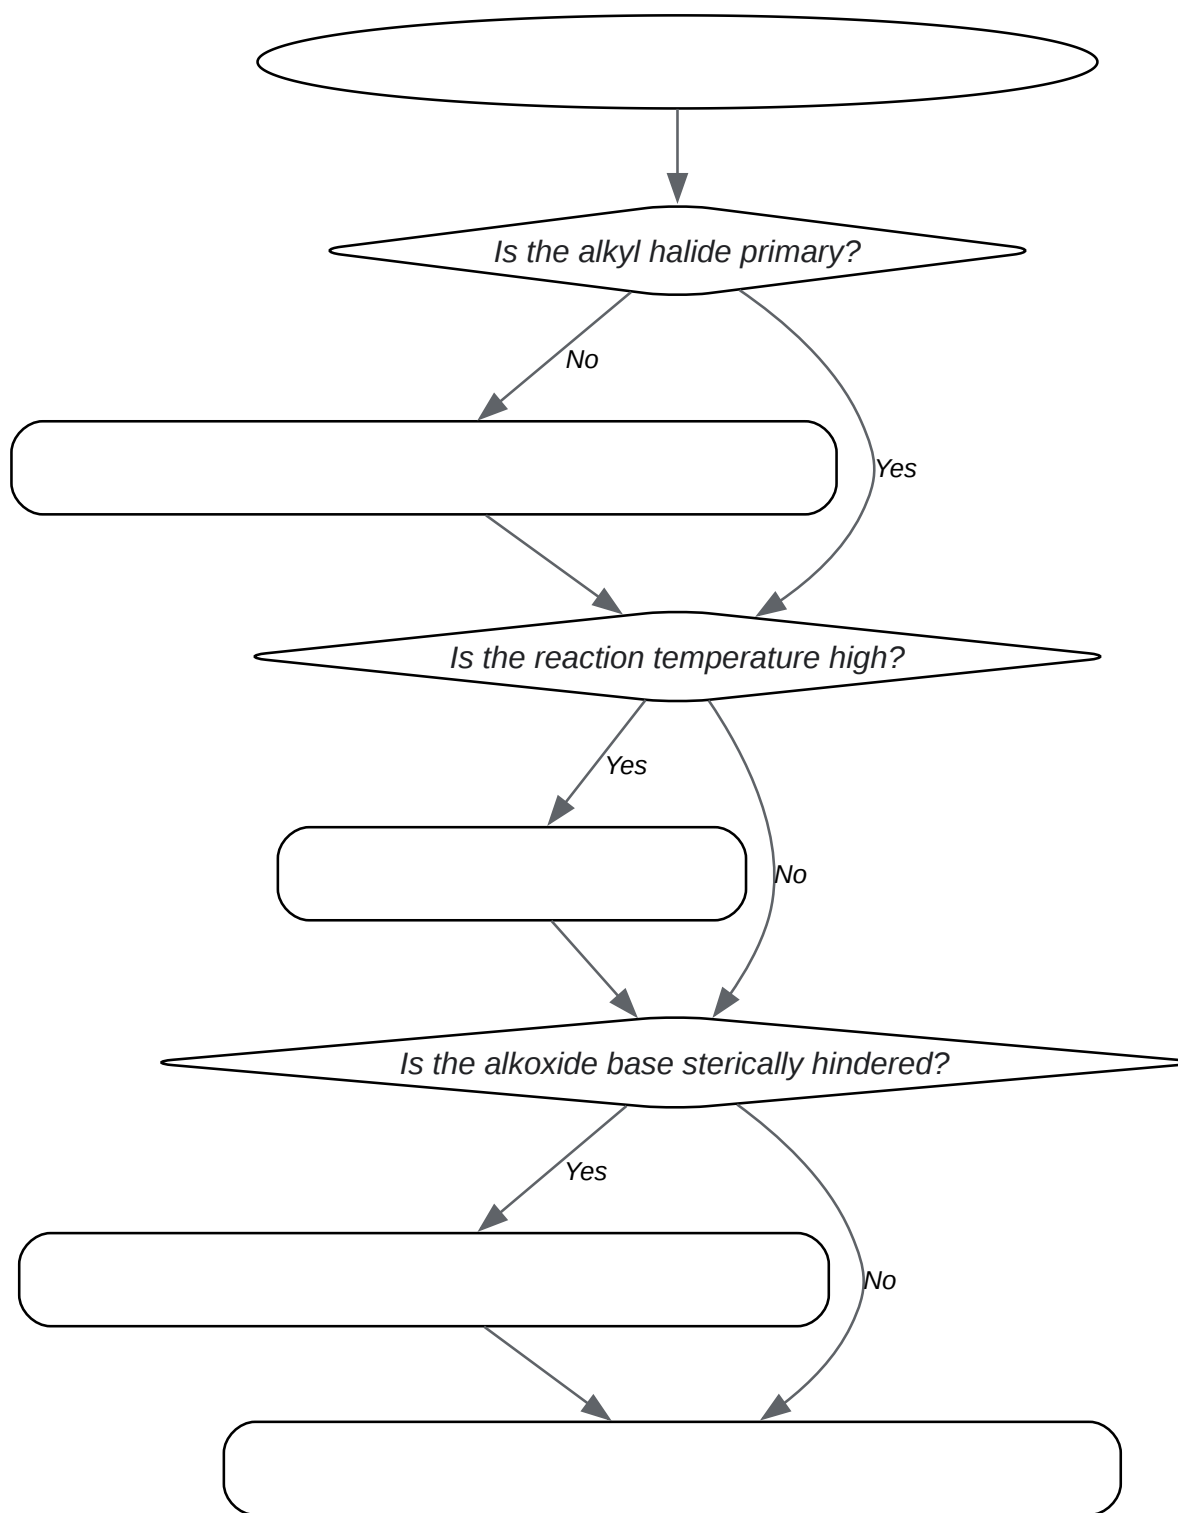 Is the alkyl halide primary?
No
Yes
Is the reaction temperature high?
Yes
No
Is the alkoxide base sterically hindered?
Yes
No